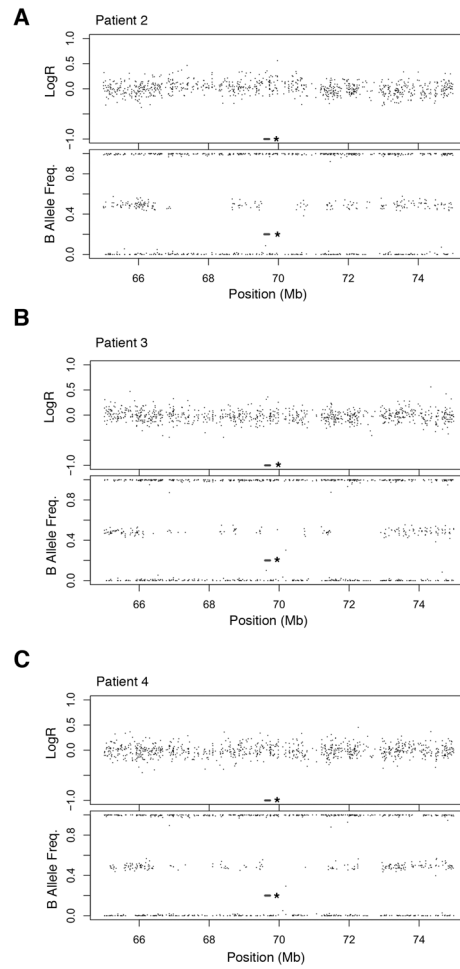 A
Patient 2
LogR
1.0
0.5
0.0
−1.0
*
B Allele Freq.
0.8
0.4
0.0
*
66 68 70 72 74
Position (Mb)
B
Patient 3
LogR
1.0
0.5
0.0
−1.0
*
B Allele Freq.
0.8
0.4
0.0
*
66 68 70 72 74
Position (Mb)
C
Patient 4
LogR
1.0
0.5
0.0
−1.0
*
B Allele Freq.
0.8
0.4
0.0
*
66 68 70 72 74
Position (Mb)